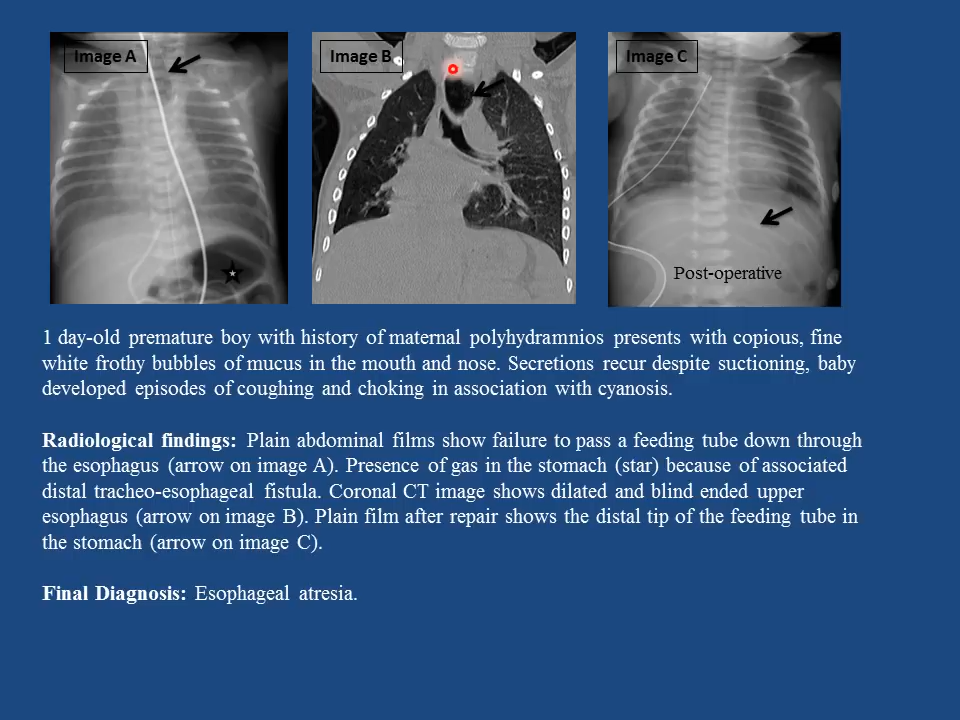 Image A
Image B
Image C
Post-operative
1 day-old premature boy with history of maternal polyhydramnios presents with copious, fine
white frothy bubbles of mucus in the mouth and nose. Secretions recur despite suctioning, baby
developed episodes of coughing and choking in association with cyanosis.
Radiological findings: Plain abdominal films show failure to pass a feeding tube down through
the esophagus (arrow on image A). Presence of gas in the stomach (star) because of associated
distal tracheo-esophageal fistula. Coronal CT image shows dilated and blind ended upper
esophagus (arrow on image B). Plain film after repair shows the distal tip of the feeding tube in
the stomach (arrow on image C).
Final Diagnosis: Esophageal atresia.